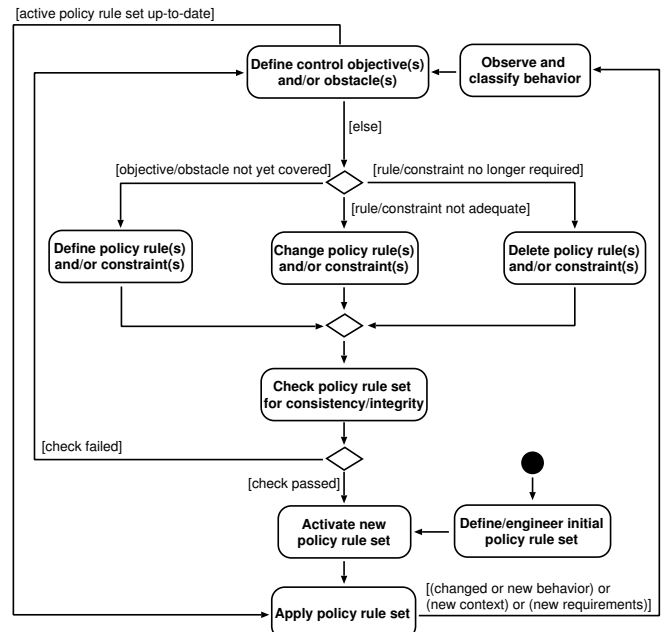 [active policy rule set up-to-date]
Define control objective(s)
and/or obstacle(s)
Observe and
classify behavior
[else]
[objective/obstacle not yet covered]
[rule/constraint no longer required]
[rule/constraint not adequate]
Define policy rule(s)
and/or constraint(s)
Change policy rule(s)
and/or constraint(s)
Delete policy rule(s)
and/or constraint(s)
Check policy rule set
for consistency/integrity
[check failed]
[check passed]
Activate new
policy rule set
Define/engineer initial
policy rule set
Apply policy rule set
[(changed or new behavior) or
(new context) or (new requirements)]